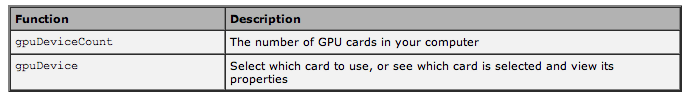 Function Description
gpuDeviceCount The number of GPU cards in your computer
gpuDevice Select which card to use, or see which card is selected and view its
properties